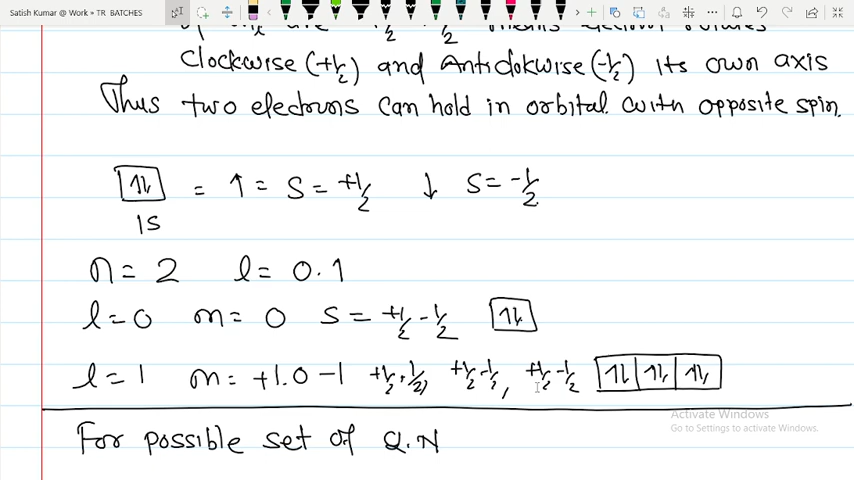 Satish Kumar @ Work » TR BATCHES
Clockwise (+1/2) and Anticlokwise (-1/2) its own axis
Thus two electrons can hold in orbital with opposite spin.
⥮ = ↑ = S = +1/2 ↓ S = -1/2
1S
n = 2 l = 0.1
l = 0 m = 0 S = +1/2 -1/2 ⥮
l = 1 m = +1.0 -1 +1/2, 1/2, +1/2 -1/2, +1/2 -1/2 ⥮ ⥮ ⥮
Activate Windows
Go to Settings to activate Windows.
For possible set of Q.N